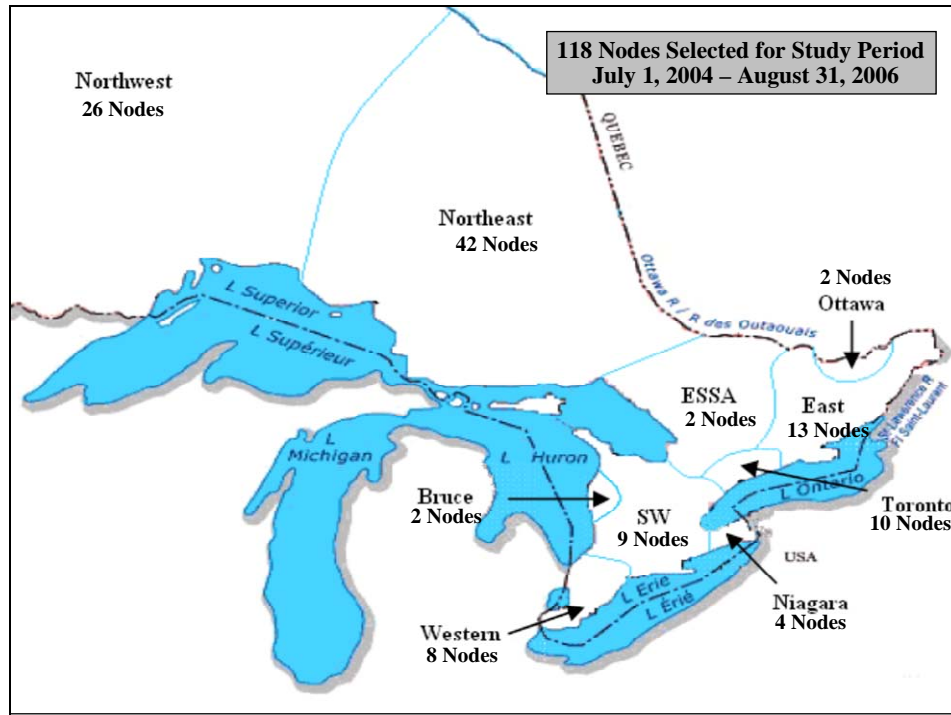 118 Nodes Selected for Study Period
July 1, 2004 – August 31, 2006
Northwest
26 Nodes
QUEBEC
Northeast
42 Nodes
Ottawa R / R des Outaouais
2 Nodes
Ottawa
L Superior
L Supérieur
ESSA
2 Nodes
East
13 Nodes
St Lawrence R
Fl Saint-Laurent
L
Michigan
L Huron
Bruce
2 Nodes
SW
9 Nodes
L Ontario
Toronto
10 Nodes
USA
L Erie
L Érié
Niagara
4 Nodes
Western
8 Nodes